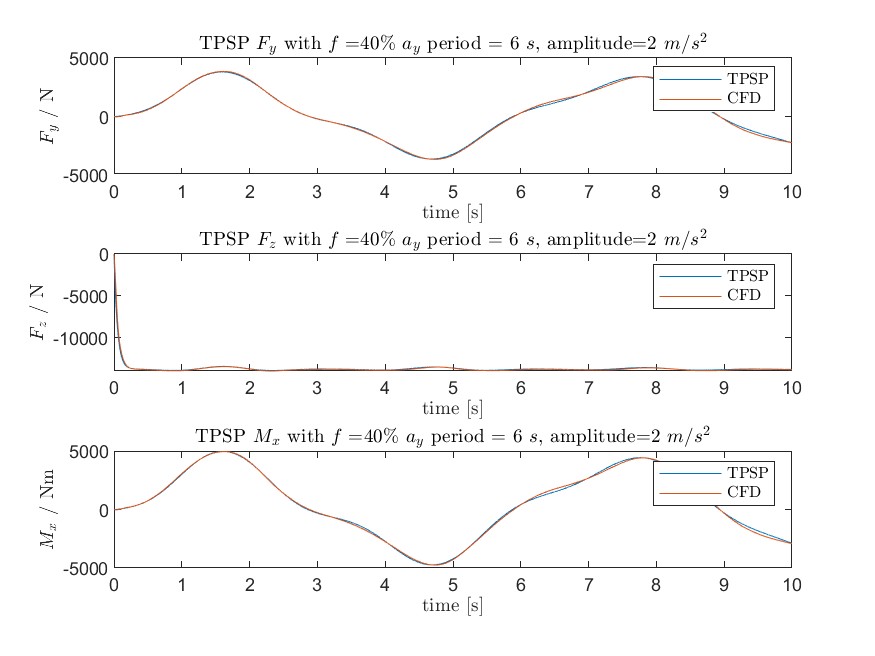 TPSP F_y with f =40% a_y period = 6 s, amplitude=2 m/s²
5000
0
-5000
F_y / N
TPSP
CFD
0 1 2 3 4 5 6 7 8 9 10
time [s]
TPSP F_z with f =40% a_y period = 6 s, amplitude=2 m/s²
0
-5000
-10000
F_z / N
TPSP
CFD
0 1 2 3 4 5 6 7 8 9 10
time [s]
TPSP M_x with f =40% a_y period = 6 s, amplitude=2 m/s²
5000
0
-5000
M_x / Nm
TPSP
CFD
0 1 2 3 4 5 6 7 8 9 10
time [s]